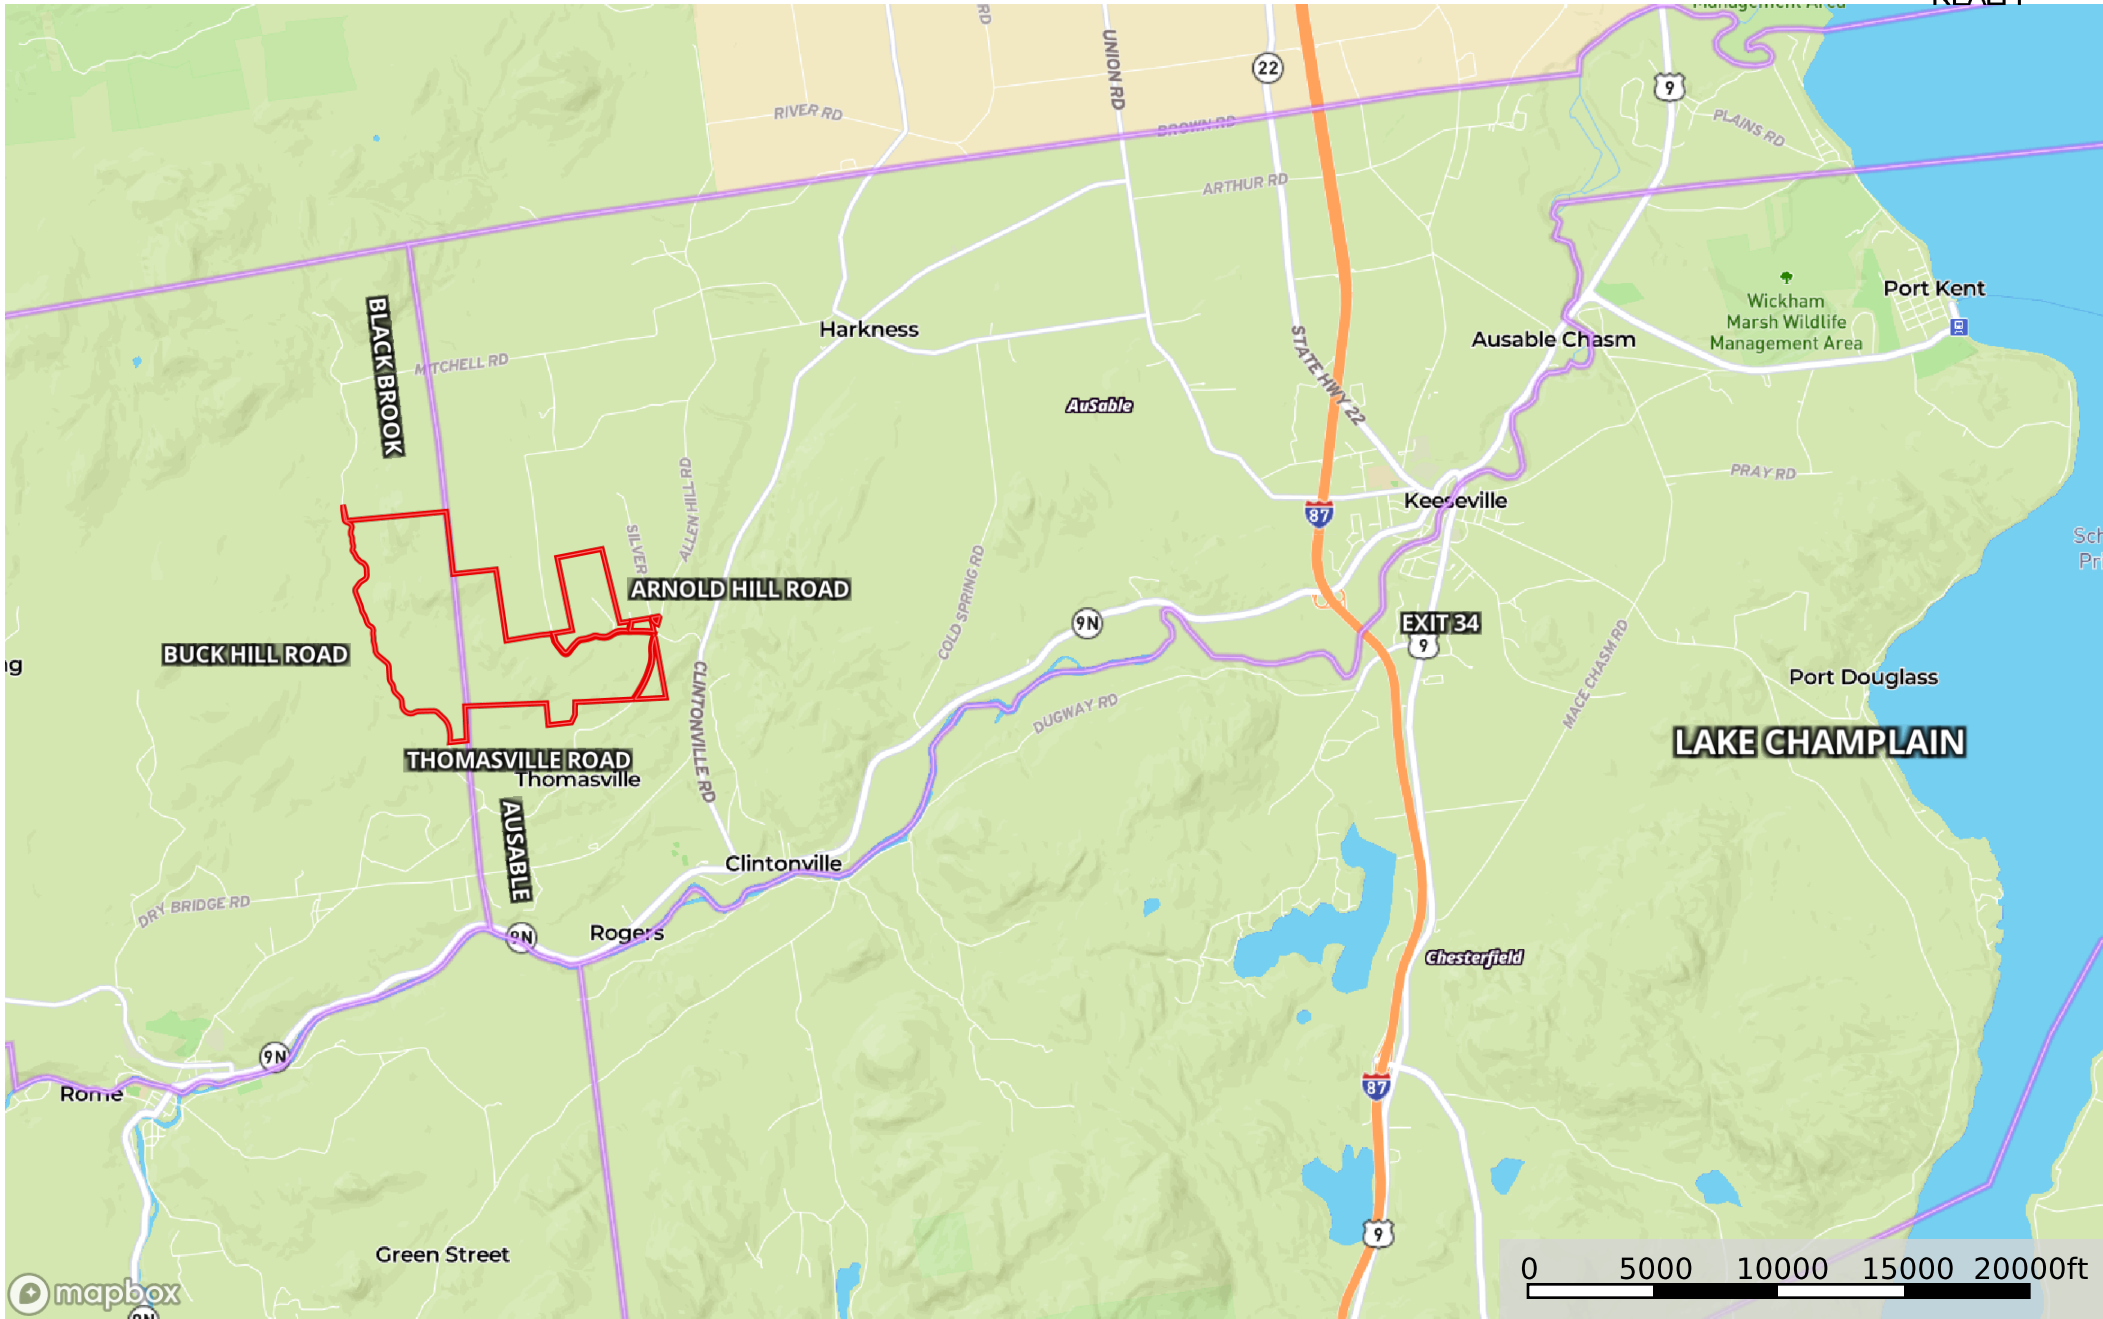 Management Area
REALTY
RD
UNION RD
22
9
RIVER RD
BROWN RD
PLAINS RD
ARTHUR RD
Port Kent
Wickham
Marsh Wildlife
Management Area
BLACK BROOK
Harkness
STATE HWY 22
Ausable Chasm
MITCHELL RD
AuSable
PRAY RD
ALLEN HILL RD
Keeseville
87
SILVER
COLD SPRING RD
ARNOLD HILL ROAD
9N
EXIT 34
9
MACE CHASM RD
BUCK HILL ROAD
CLINTONVILLE RD
Port Douglass
DUGWAY RD
LAKE CHAMPLAIN
THOMASVILLE ROAD
Thomasville
AUSABLE
Clintonville
DRY BRIDGE RD
9N
Rogers
Chesterfield
9N
87
Rome
9
Green Street
mapbox
9N
0 5000 10000 15000 20000ft